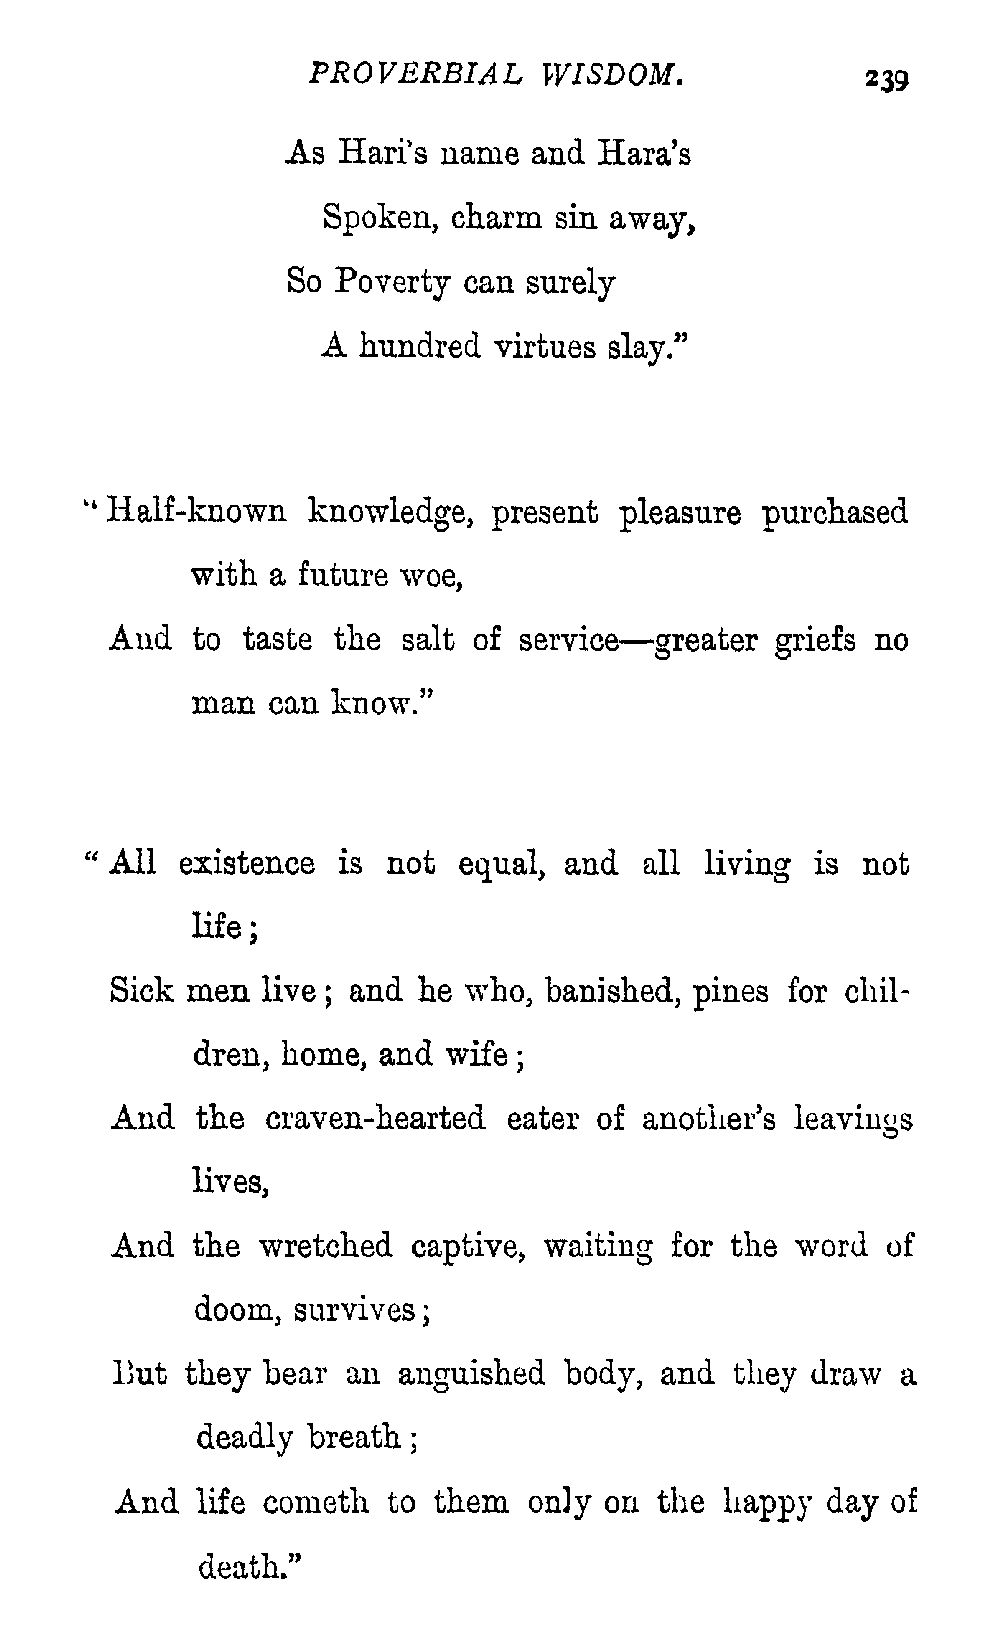 PROVERBIAL WISDOM. 239
As Hari's name and Hara's
Spoken, charm sin away,
So Poverty can surely
A hundred virtues slay."
"Half-known knowledge, present pleasure purchased
with a future woe,
And to taste the salt of service—greater griefs no
man can know."
"All existence is not equal, and all living is not
life;
Sick men live; and he who, banished, pines for chil-
dren, home, and wife;
And the craven-hearted eater of another's leavings
lives,
And the wretched captive, waiting for the word of
doom, survives;
But they bear an anguished body, and they draw a
deadly breath;
And life cometh to them only on the happy day of
death."